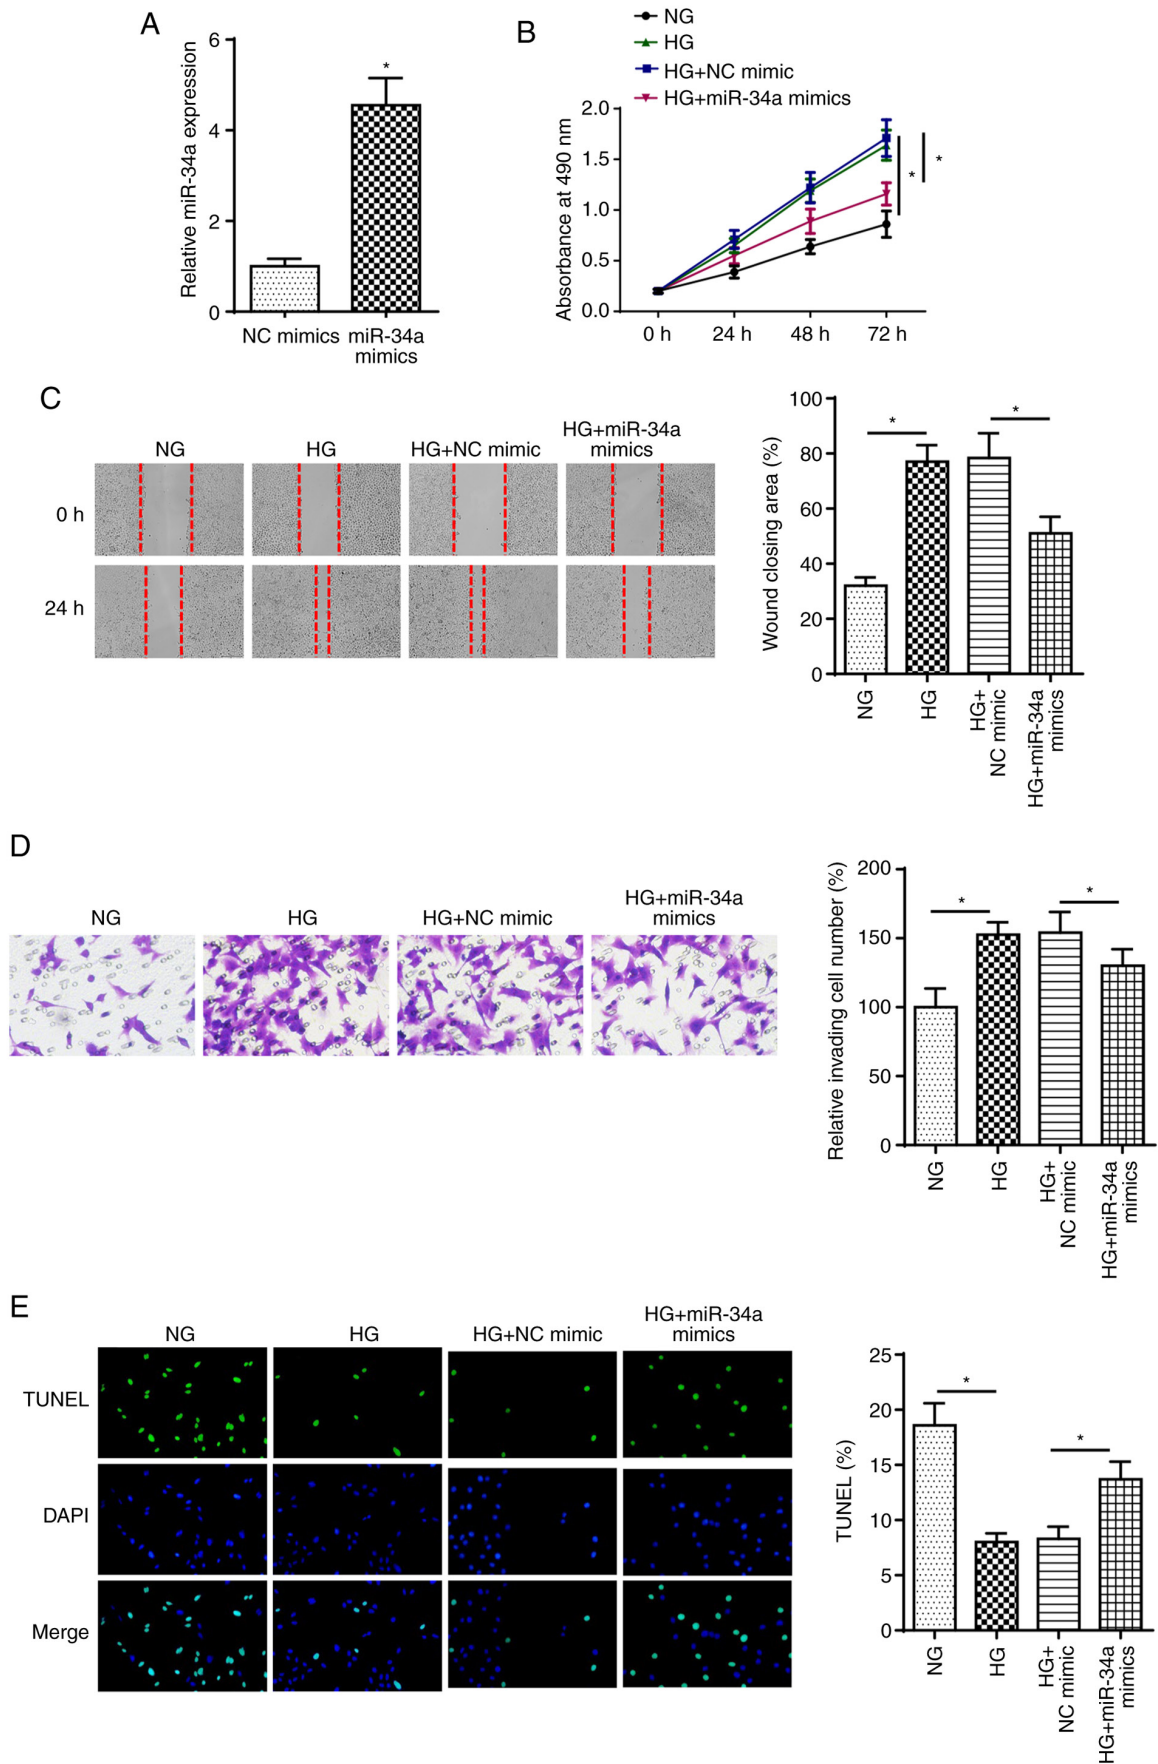 A
6
4
2
0
Relative miR-34a expression
*
NC mimics
miR-34a
mimics
B
NG
HG
HG+NC mimic
HG+miR-34a mimics
2.0
1.5
1.0
0.5
0.0
Absorbance at 490 nm
*
*
0 h
24 h
48 h
72 h
C
NG
HG
HG+NC mimic
HG+miR-34a
mimics
0 h
24 h
100
80
60
40
20
0
Wound closing area (%)
*
*
NG
HG
HG+
NC mimic
HG+miR-34a
mimics
D
NG
HG
HG+NC mimic
HG+miR-34a
mimics
200
150
100
50
0
Relative invading cell number (%)
*
*
NG
HG
HG+
NC mimic
HG+miR-34a
mimics
E
NG
HG
HG+NC mimic
HG+miR-34a
mimics
TUNEL
DAPI
Merge
25
20
15
10
5
0
TUNEL (%)
*
*
NG
HG
HG+
NC mimic
HG+miR-34a
mimics